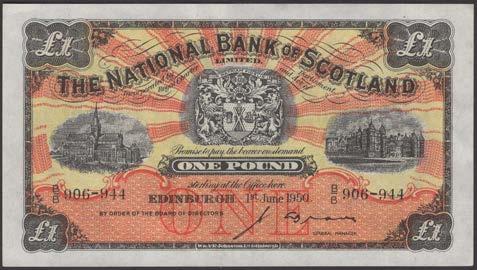 £1 £1
THE NATIONAL BANK OF SCOTLAND
LIMITED.
Promise to pay the bearer on demand
ONE POUND
sterling at the Office here.
B/B 906-944 B/B 906-944
EDINBURGH 1st June 1950
ONE
BY ORDER OF THE BOARD OF DIRECTORS
GENERAL MANAGER
£1 £1